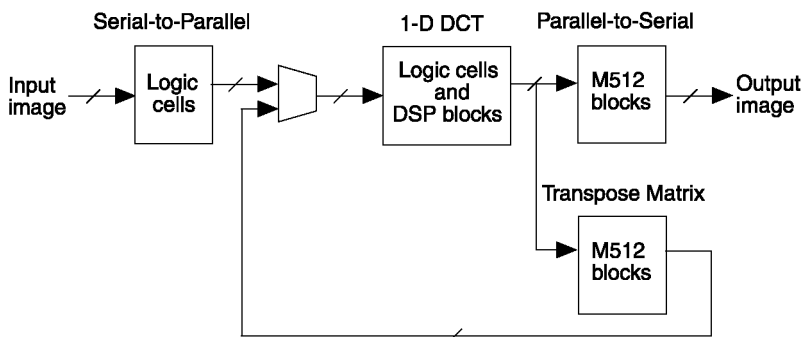 Serial-to-Parallel
1-D DCT
Parallel-to-Serial
Input
image
Logic
cells
Logic cells
and
DSP blocks
M512
blocks
Output
image
Transpose Matrix
M512
blocks